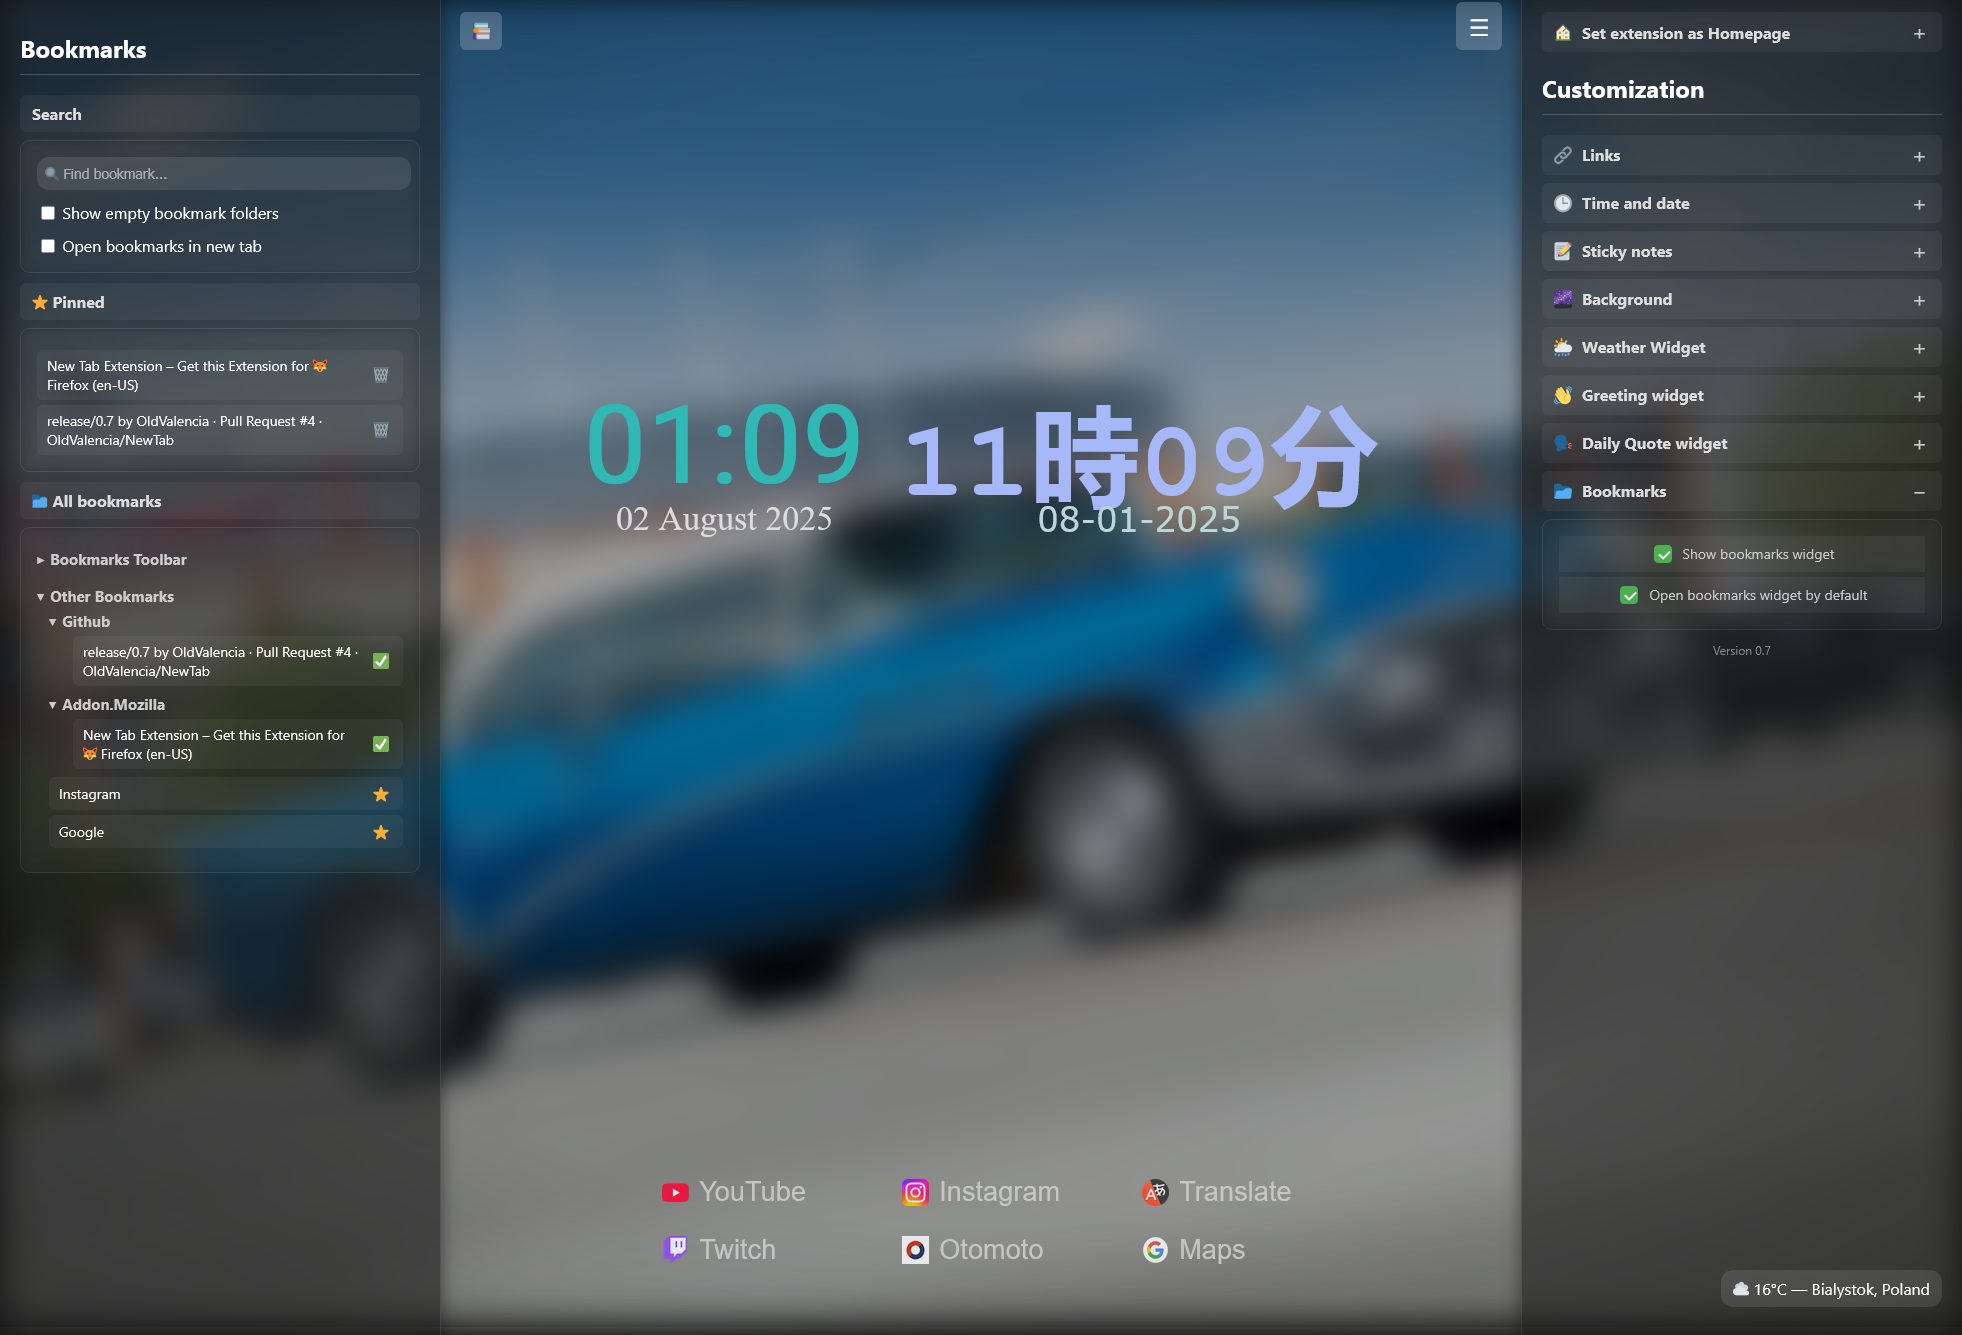 Bookmarks
Search
Find bookmark...
Show empty bookmark folders
Open bookmarks in new tab
Pinned
New Tab Extension – Get this Extension for 🦊
Firefox (en-US)
release/0.7 by OldValencia · Pull Request #4 ·
OldValencia/NewTab
All bookmarks
Bookmarks Toolbar
Other Bookmarks
Github
release/0.7 by OldValencia · Pull Request #4 ·
OldValencia/NewTab
Addon.Mozilla
New Tab Extension – Get this Extension for
🦊 Firefox (en-US)
Instagram
Google
01:09
02 August 2025
11時09分
08-01-2025
YouTube
Instagram
Translate
Twitch
Otomoto
Maps
Set extension as Homepage +
Customization
Links +
Time and date +
Sticky notes +
Background +
Weather Widget +
Greeting widget +
Daily Quote widget +
Bookmarks −
Show bookmarks widget
Open bookmarks widget by default
Version 0.7
16°C — Bialystok, Poland